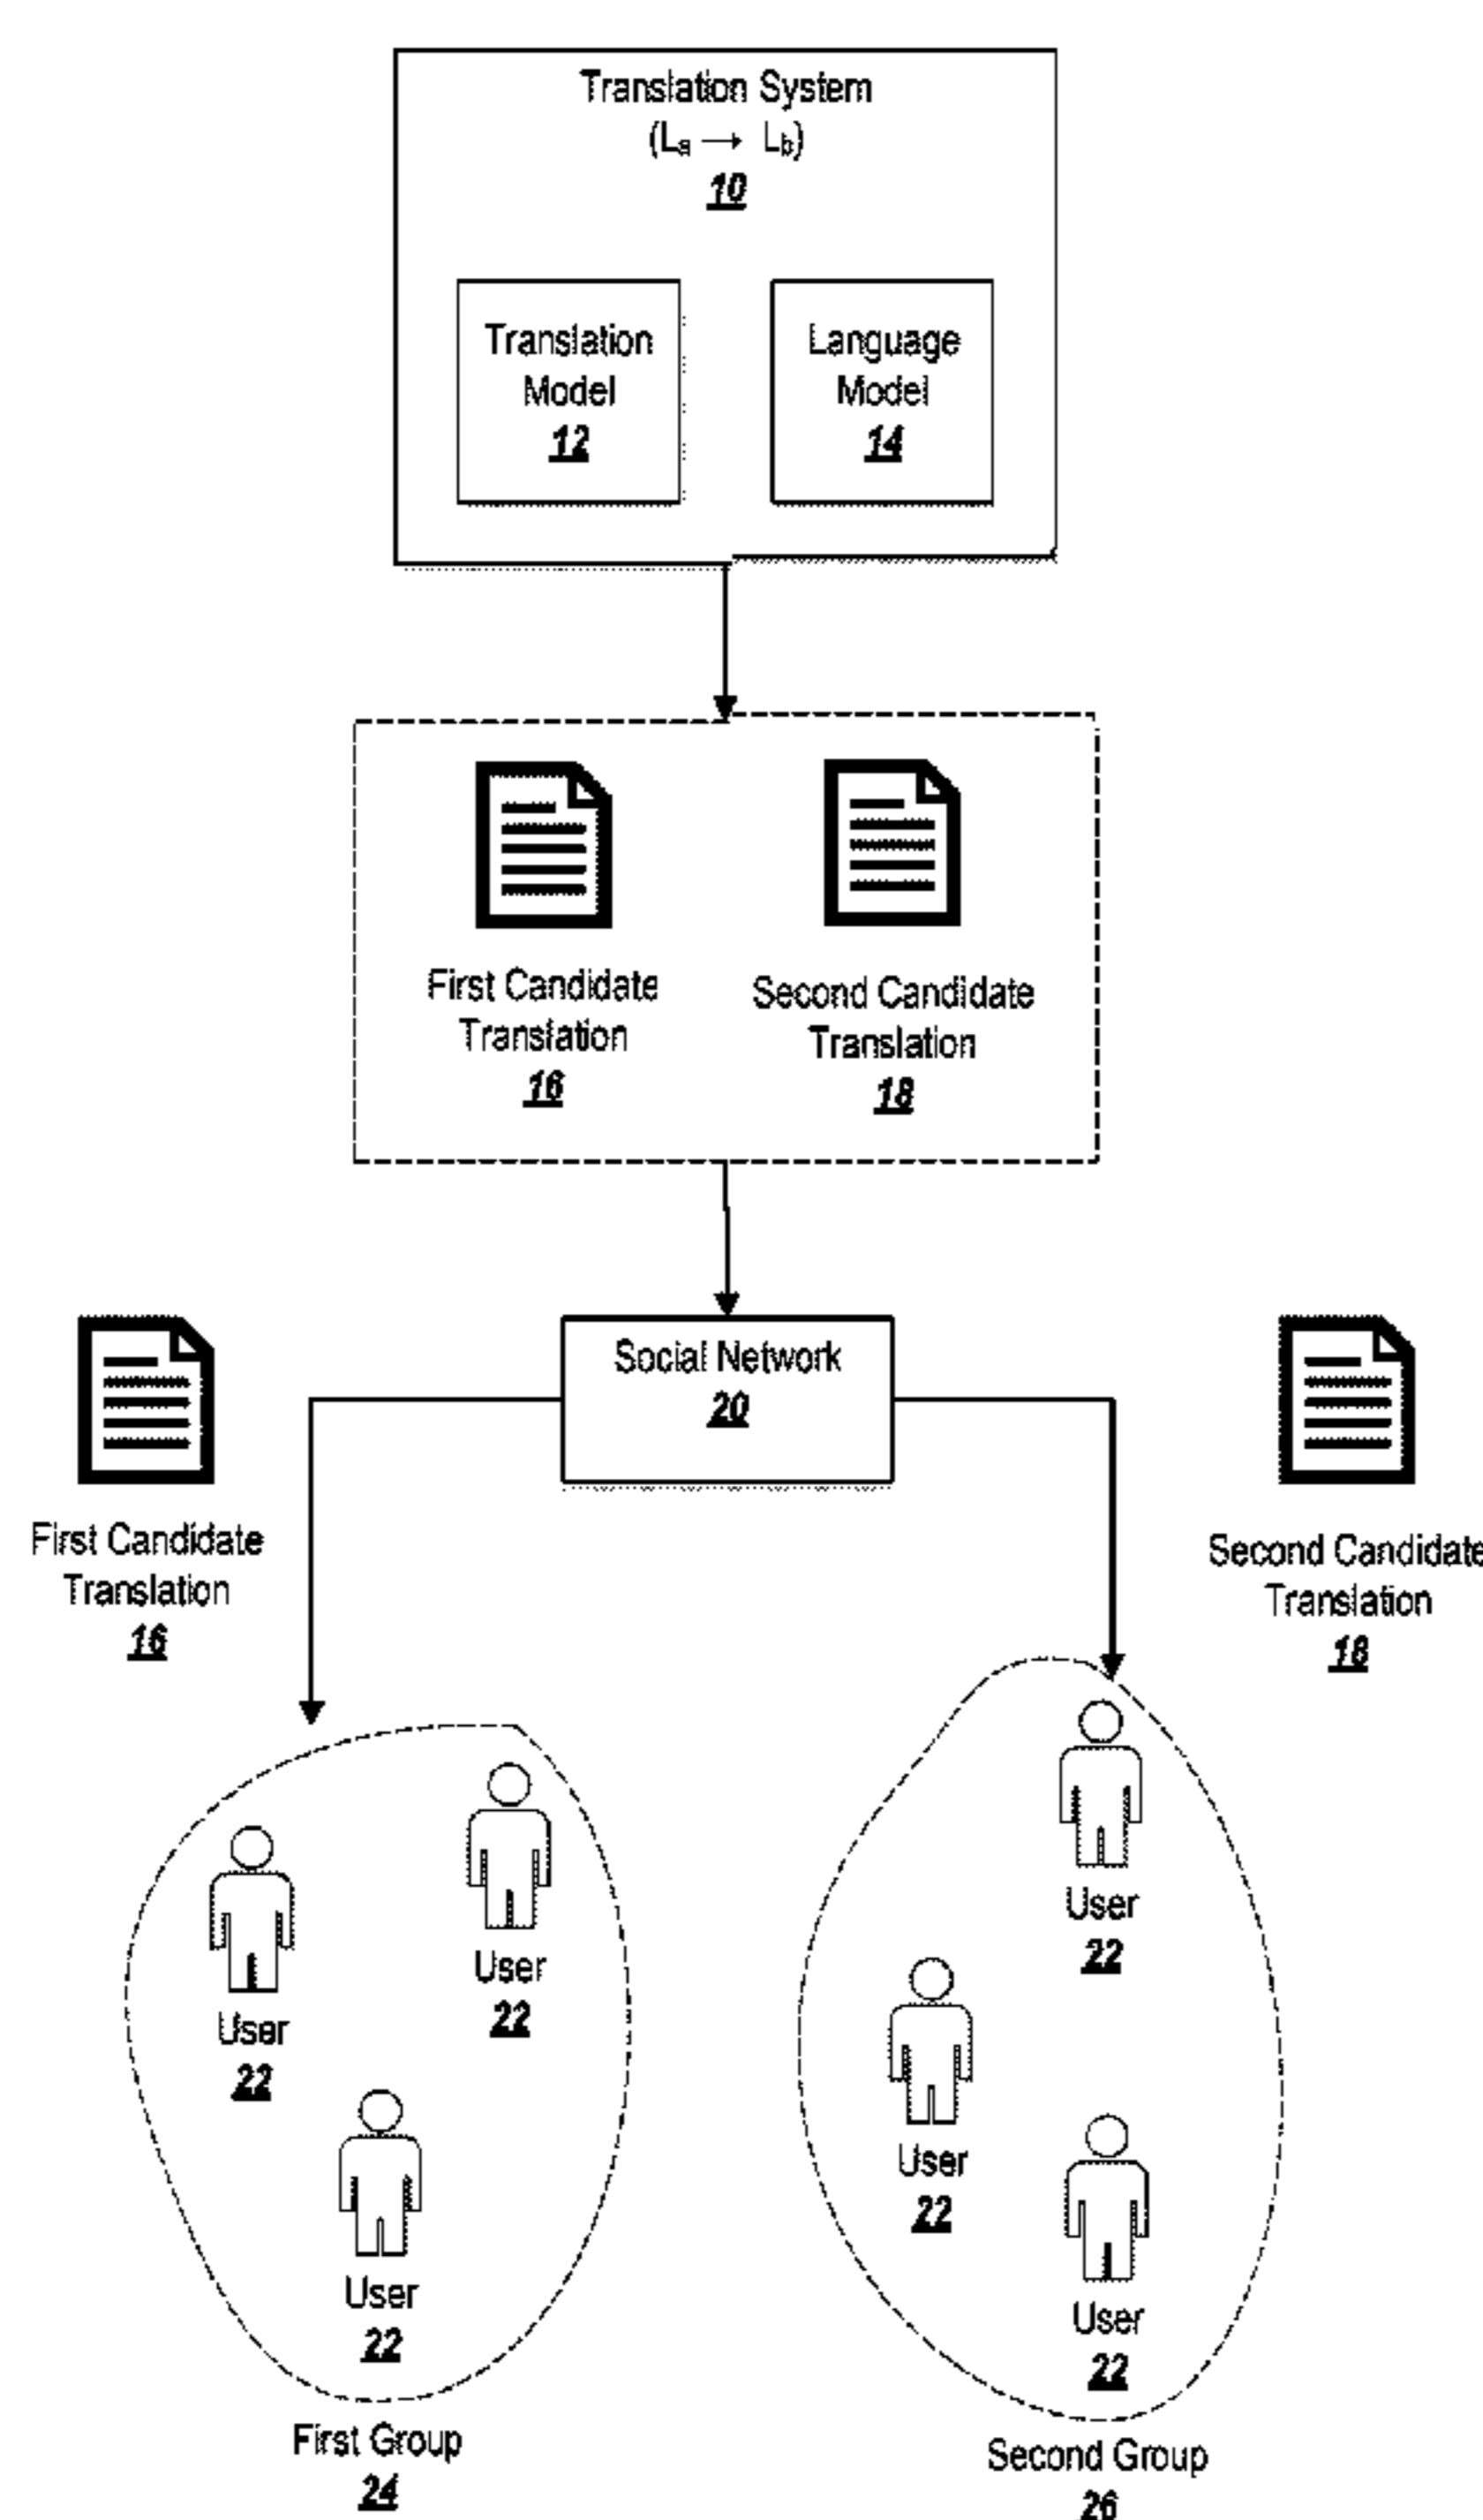 Translation System
(La → Lb)
10
Translation
Model
12
Language
Model
14
First Candidate
Translation
16
Second Candidate
Translation
18
Social Network
20
First Candidate
Translation
16
Second Candidate
Translation
18
User
22
User
22
User
22
First Group
24
User
22
User
22
User
22
Second Group
26